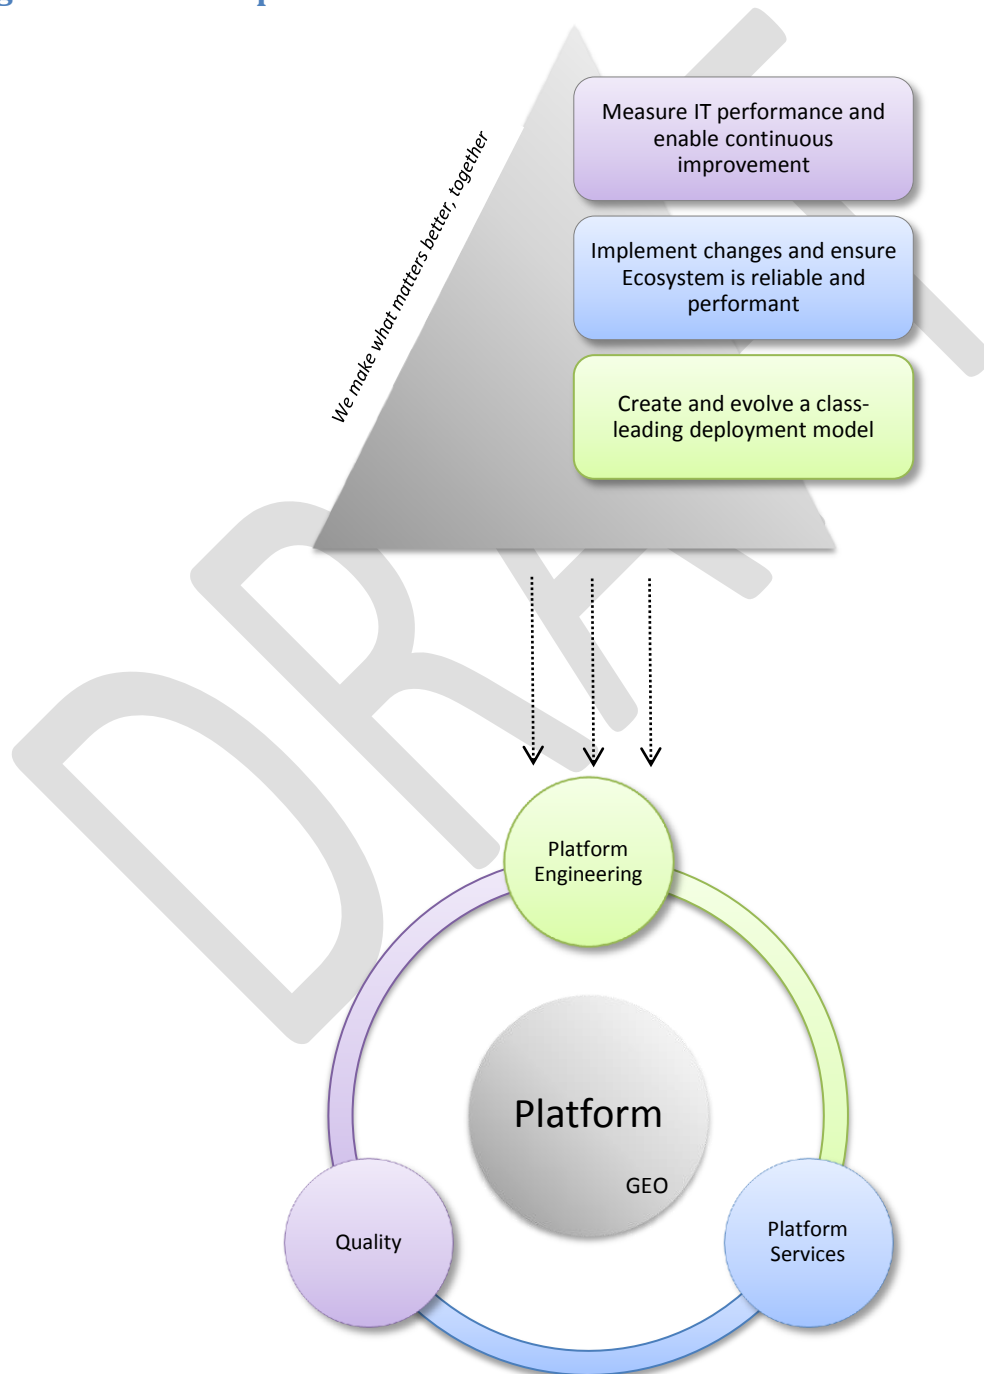 Measure IT performance and
enable continuous
improvement
We make what matters better, together
Implement changes and ensure
Ecosystem is reliable and
performant
Create and evolve a class-
leading deployment model
DRAFT
Platform
Engineering
Platform
GEO
Quality
Platform
Services